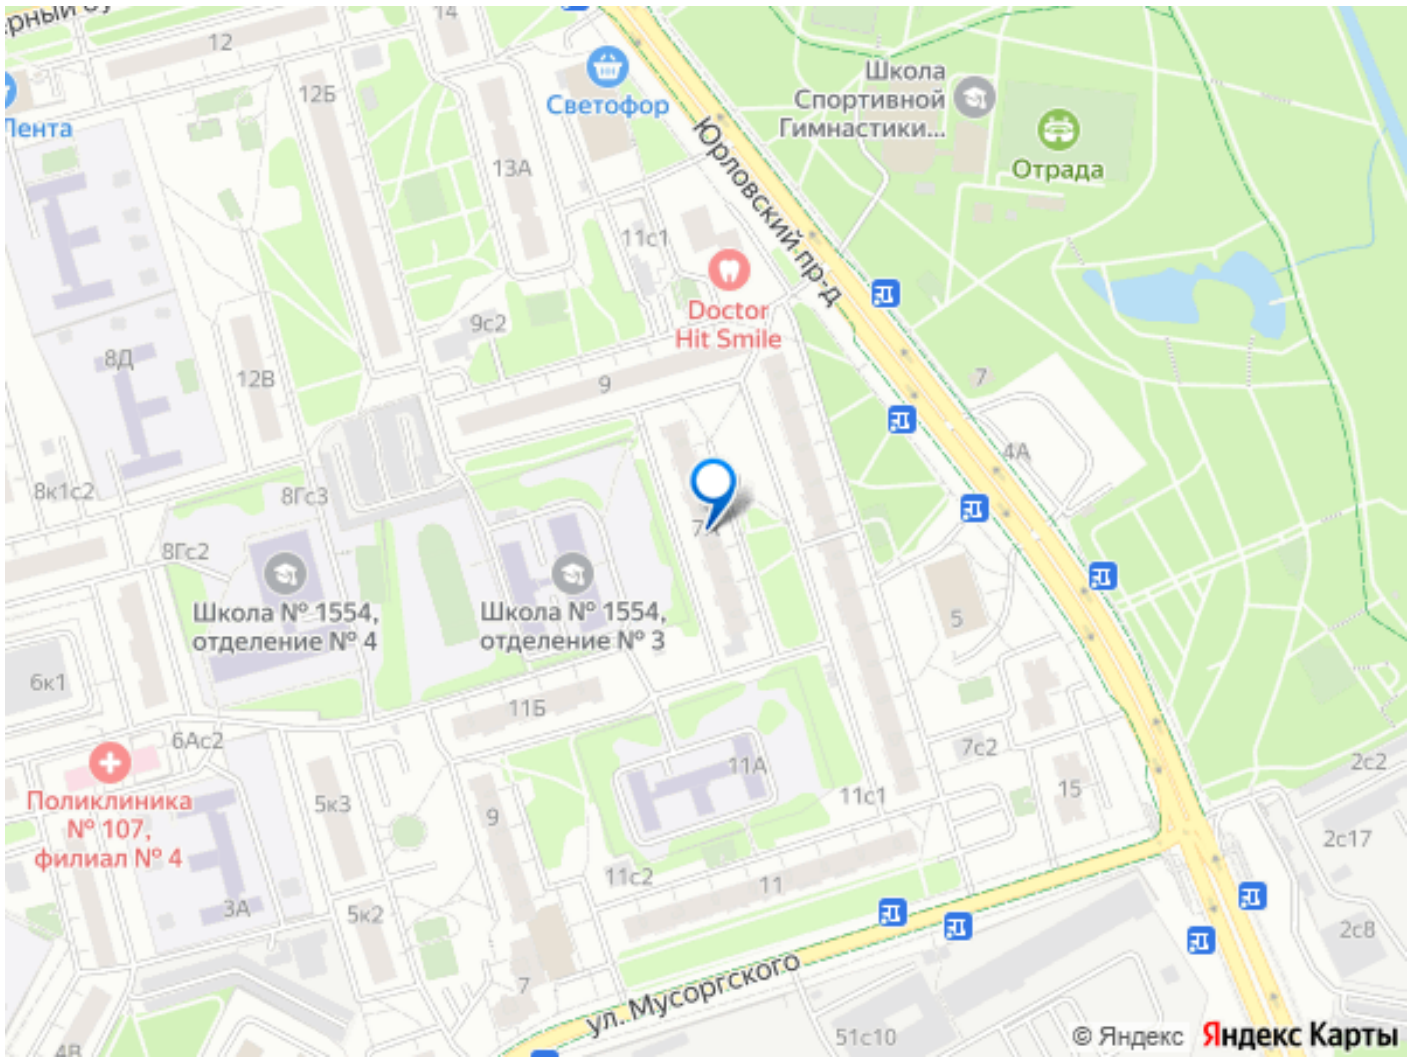 14
12
12Б
Светофор
Лента
13А
Школа
Спортивной
Гимнастики...
Отрада
Юрловский пр-д
11с1
Doctor
Hit Smile
9с2
8Д
12В
9
7
4А
8к1с2
8Гс3
8Гс2
Школа № 1554,
отделение № 4
Школа № 1554,
отделение № 3
5
6к1
11Б
6Ас2
7с2
2с2
11А
15
11с1
Поликлиника
№ 107,
филиал № 4
5к3
9
2с17
11с2
11
3А
5к2
2с8
7
ул. Мусоргского
51с10
4В
© Яндекс Яндекс Карты